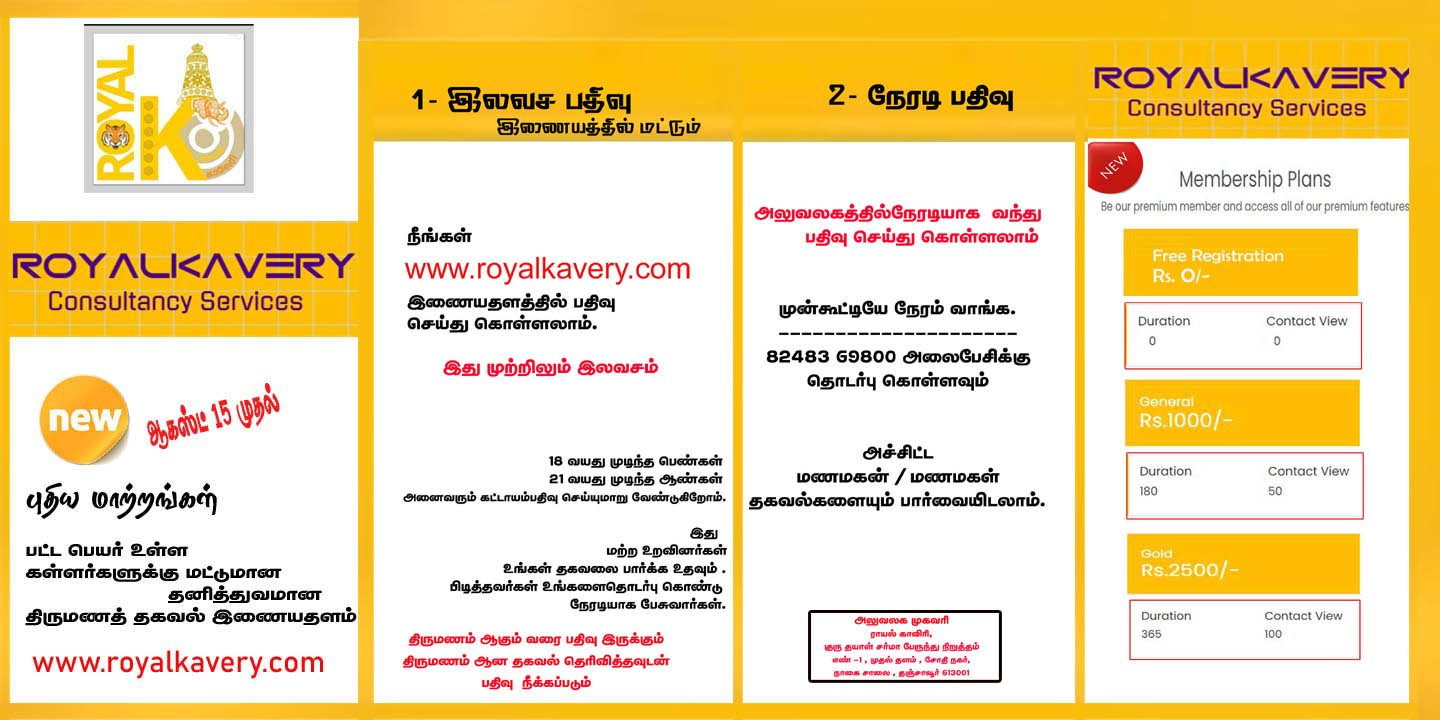 ROYAL
K
காவேரி
ROYALKAVERY
Consultancy Services
new
ஆகஸ்ட் 15 முதல்
புதிய மாற்றங்கள்
பட்ட பெயர் உள்ள
கள்ளர்களுக்கு மட்டுமான
தனித்துவமான
திருமணத் தகவல் இணையதளம்
www.royalkavery.com
1- இலவச பதிவு
இணையத்தில் மட்டும்
நீங்கள்
www.royalkavery.com
இணையதளத்தில் பதிவு
செய்து கொள்ளலாம்.
இது முற்றிலும் இலவசம்
18 வயது முடிந்த பெண்கள்
21 வயது முடிந்த ஆண்கள்
அனைவரும் கட்டாயம்பதிவு செய்யுமாறு வேண்டுகிறோம்.
இது
மற்ற உறவினர்கள்
உங்கள் தகவலை பார்க்க உதவும் .
பிடித்தவர்கள் உங்களைதொடர்பு கொண்டு
நேரடியாக பேசுவார்கள்.
திருமணம் ஆகும் வரை பதிவு இருக்கும்
திருமணம் ஆன தகவல் தெரிவித்தவுடன்
பதிவு நீக்கப்படும்
2- நேரடி பதிவு
அலுவலகத்தில்நேரடியாக வந்து
பதிவு செய்து கொள்ளலாம்
முன்கூட்டியே நேரம் வாங்க.
---------------------
82483 69800 அலைபேசிக்கு
தொடர்பு கொள்ளவும்
அச்சிட்ட
மணமகன் / மணமகள்
தகவல்களையும் பார்வையிடலாம்.
அலுவலக முகவரி
ராயல் காவிரி,
குரு தயாள் சர்மா பேருந்து நிறுத்தம்
எண் -1 , முதல் தளம் , சோதி நகர்,
நாகை சாலை , தஞ்சாவூர் 613001
ROYALKAVERY
Consultancy Services
NEW
Membership Plans
Be our premium member and access all of our premium features
Free Registration
Rs. 0/-
Duration Contact View
0 0
General
Rs.1000/-
Duration Contact View
180 50
Gold
Rs.2500/-
Duration Contact View
365 100